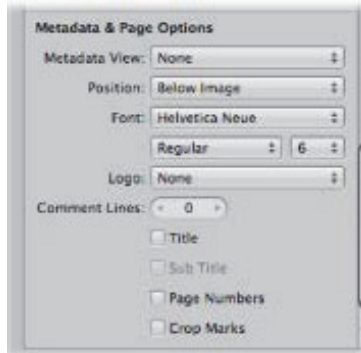 Metadata & Page Options
Metadata View: None
Position: Below Image
Font: Helvetica Neue
Regular 6
Logo: None
Comment Lines: 0
Title
Sub Title
Page Numbers
Crop Marks